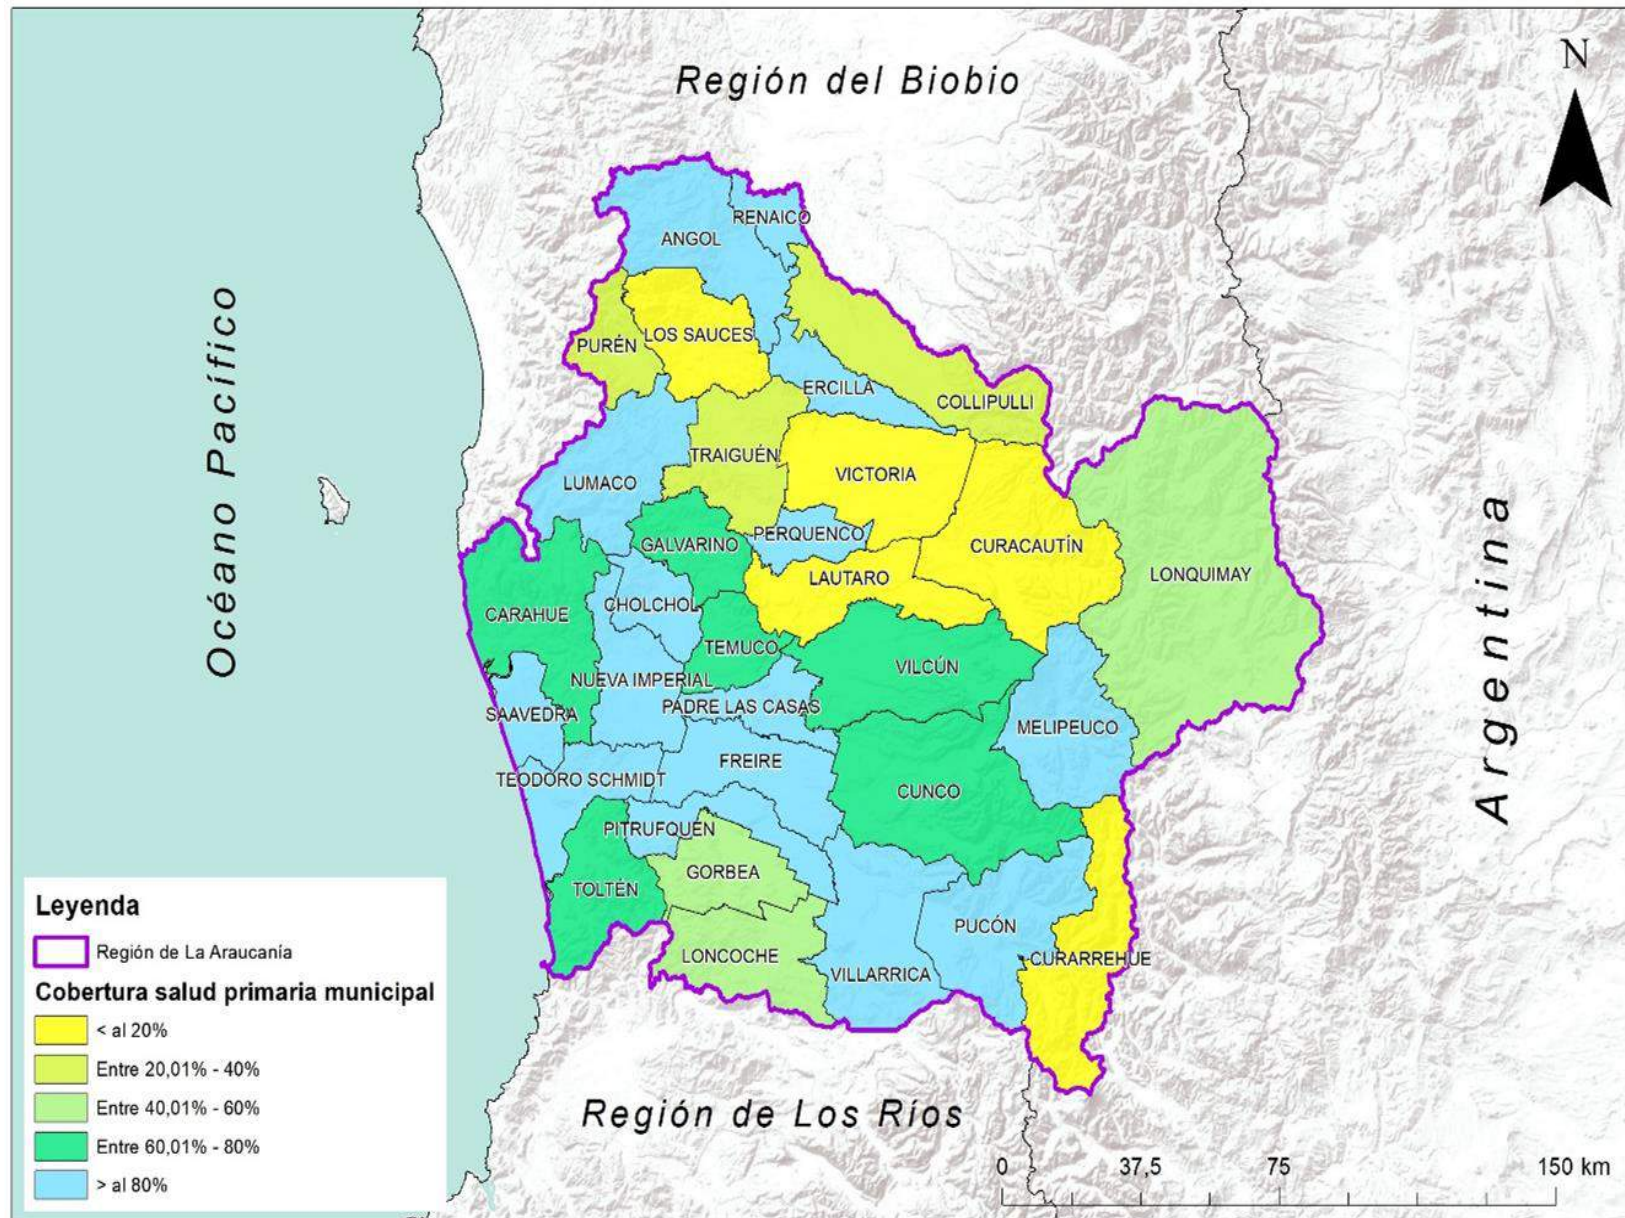 Región del Biobio
N
RENAICO
ANGOL
LOS SAUCES
PURÉN
ERCILLA
COLLIPULLI
TRAIGUÉN
VICTORIA
LUMACO
PERQUENCO
GALVARINO
CURACAUTÍN
LAUTARO
LONQUIMAY
CHOLCHOL
CARAHUE
TEMUCO
VILCÚN
NUEVA IMPERIAL
PADRE LAS CASAS
SAAVEDRA
MELIPEUCO
FREIRE
TEODORO SCHMIDT
CUNCO
PITRUFQUÉN
GORBEA
TOLTÉN
PUCÓN
LONCOCHE
CURARREHUE
VILLARRICA
Océano Pacífico
Argentina
Región de Los Ríos
Leyenda
Región de La Araucanía
Cobertura salud primaria municipal
< al 20%
Entre 20,01% - 40%
Entre 40,01% - 60%
Entre 60,01% - 80%
> al 80%
0 37,5 75 150 km